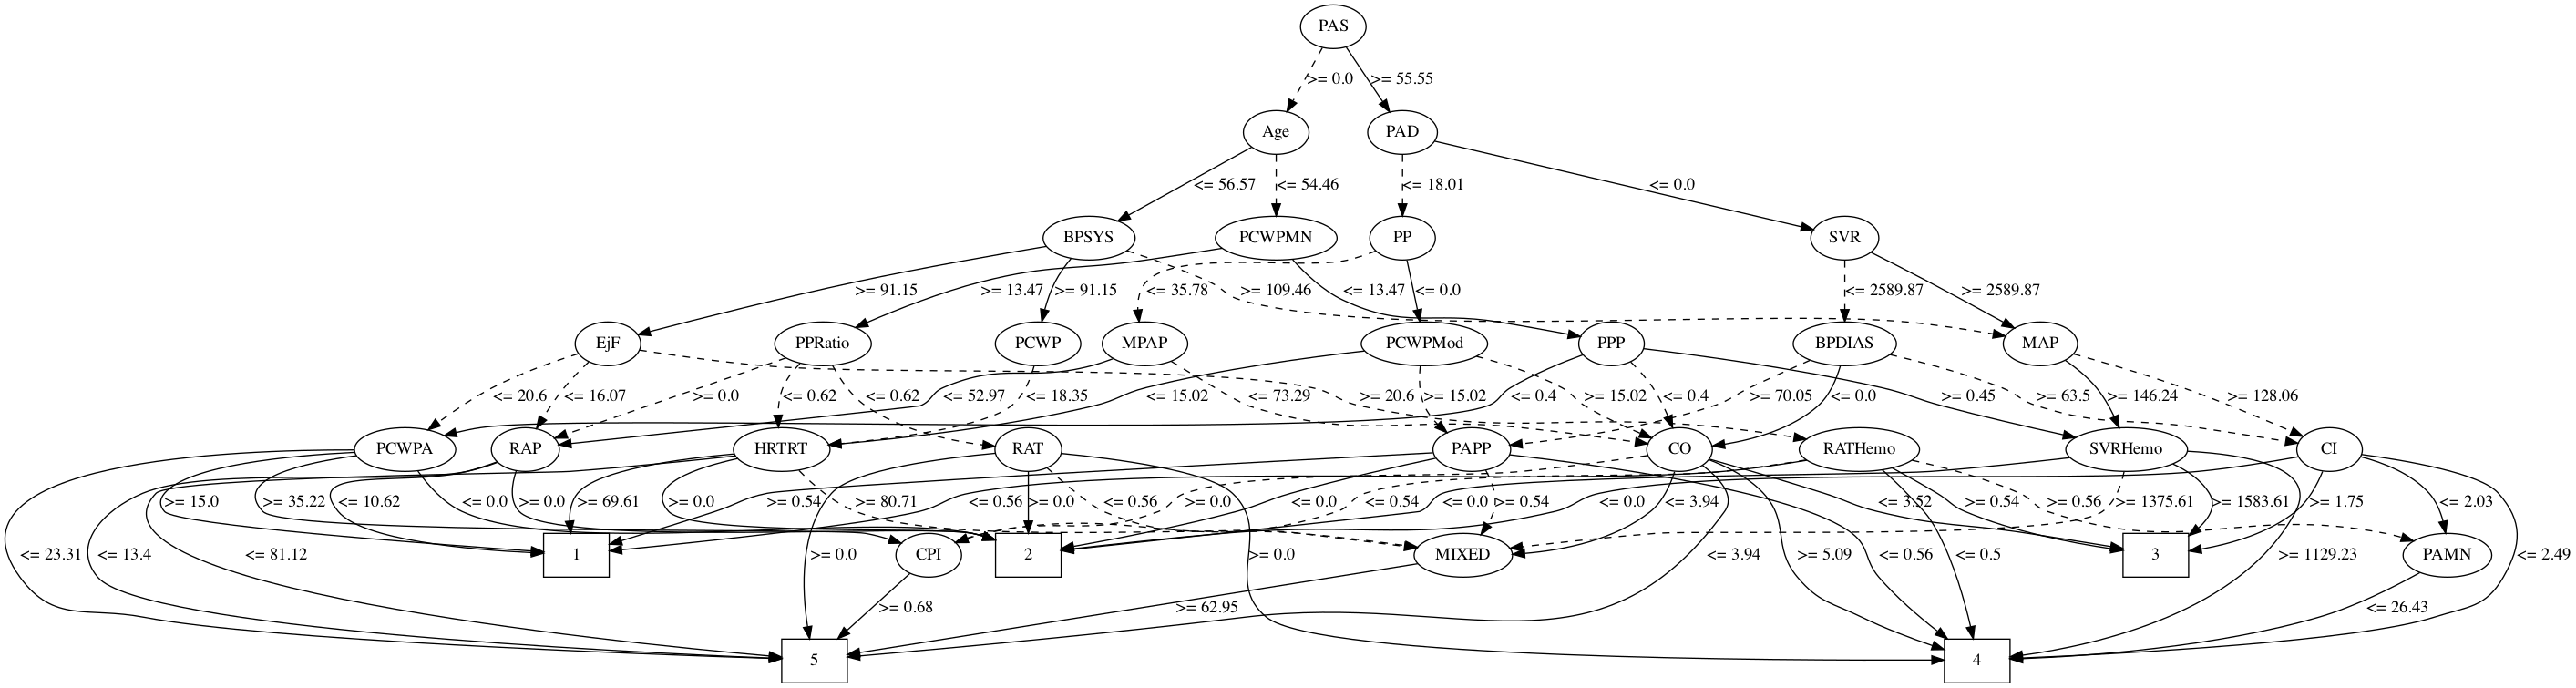 PAS
>= 0.0 >= 55.55
Age PAD
<= 56.57 <= 54.46 <= 18.01 <= 0.0
BPSYS PCWPMN PP SVR
>= 91.15 >= 13.47 >= 91.15 <= 35.78 >= 109.46 <= 13.47 <= 0.0 <= 2589.87 >= 2589.87
EjF PPRatio PCWP MPAP PCWPMod PPP BPDIAS MAP
<= 20.6 <= 16.07 >= 0.0 <= 0.62 <= 0.62 <= 52.97 <= 18.35 <= 15.02 <= 73.29 >= 20.6 >= 15.02 <= 0.4 >= 15.02 <= 0.4 >= 70.05 <= 0.0 >= 0.45 >= 63.5 >= 146.24 >= 128.06
PCWPA RAP HRTRT RAT PAPP CO RATHemo SVRHemo CI
>= 15.0 >= 35.22 <= 10.62 <= 0.0 >= 0.0 >= 69.61 >= 0.0 >= 0.54 >= 80.71 <= 0.56 >= 0.0 <= 0.56 >= 0.0 <= 0.0 <= 0.54 <= 0.0 >= 0.54 <= 0.0 <= 3.94 <= 3.52 >= 0.54 >= 0.56 >= 1375.61 >= 1583.61 >= 1.75 <= 2.03
<= 23.31 <= 13.4 <= 81.12 1 >= 0.0 CPI 2 >= 0.0 MIXED <= 3.94 >= 5.09 <= 0.56 <= 0.5 3 >= 1129.23 PAMN <= 2.49
>= 0.68 >= 62.95 <= 26.43
5 4